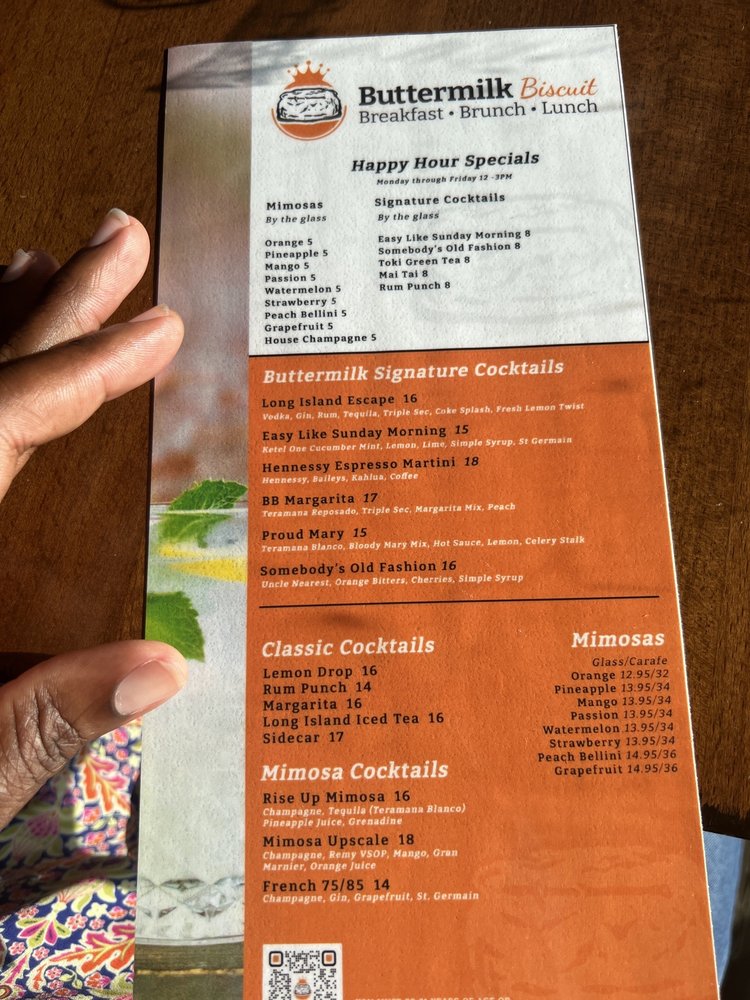 Buttermilk Biscuit
Breakfast • Brunch • Lunch
Happy Hour Specials
Monday through Friday 12 -3PM
Mimosas
By the glass
Orange 5
Pineapple 5
Mango 5
Passion 5
Watermelon 5
Strawberry 5
Peach Bellini 5
Grapefruit 5
House Champagne 5
Signature Cocktails
By the glass
Easy Like Sunday Morning 8
Somebody's Old Fashion 8
Toki Green Tea 8
Mai Tai 8
Rum Punch 8
Buttermilk Signature Cocktails
Long Island Escape 16
Vodka, Gin, Rum, Tequila, Triple Sec, Coke Splash, Fresh Lemon Twist
Easy Like Sunday Morning 15
Ketel One Cucumber Mint, Lemon, Lime, Simple Syrup, St Germain
Hennessy Espresso Martini 18
Hennessy, Baileys, Kahlua, Coffee
BB Margarita 17
Teramana Reposado, Triple Sec, Margarita Mix, Peach
Proud Mary 15
Teramana Blanco, Bloody Mary Mix, Hot Sauce, Lemon, Celery Stalk
Somebody's Old Fashion 16
Uncle Nearest, Orange Bitters, Cherries, Simple Syrup
Classic Cocktails
Lemon Drop 16
Rum Punch 14
Margarita 16
Long Island Iced Tea 16
Sidecar 17
Mimosas
Glass/Carafe
Orange 12.95/32
Pineapple 13.95/34
Mango 13.95/34
Passion 13.95/34
Watermelon 13.95/34
Strawberry 13.95/34
Peach Bellini 14.95/36
Grapefruit 14.95/36
Mimosa Cocktails
Rise Up Mimosa 16
Champagne, Tequila (Teramana Blanco)
Pineapple Juice, Grenadine
Mimosa Upscale 18
Champagne, Remy VSOP, Mango, Gran
Marnier, Orange Juice
French 75/85 14
Champagne, Gin, Grapefruit, St. Germain